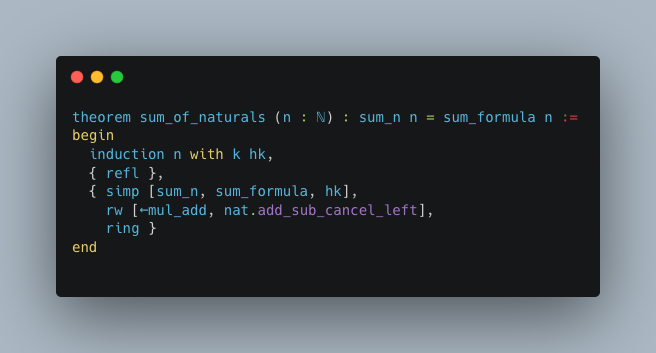 theorem sum_of_naturals (n : ℕ) : sum_n n = sum_formula n :=
begin
  induction n with k hk,
  { refl },
  { simp [sum_n, sum_formula, hk],
    rw [←mul_add, nat.add_sub_cancel_left],
    ring }
end